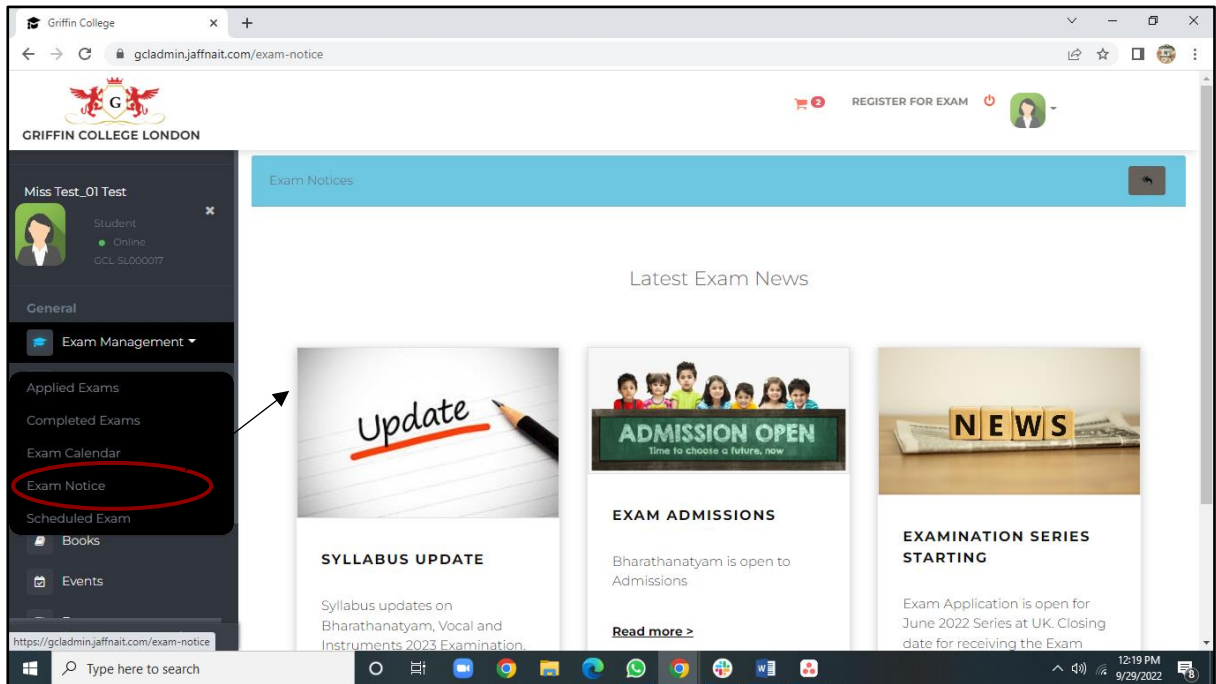 Griffin College
gcladmin.jaffnait.com/exam-notice
G
GRIFFIN COLLEGE LONDON
2
REGISTER FOR EXAM
Miss Test_01 Test
Student
Online
GCL SL000017
General
Exam Management
Applied Exams
Completed Exams
Exam Calendar
Exam Notice
Scheduled Exam
Books
Events
Exam Notices
Latest Exam News
Update
SYLLABUS UPDATE
Syllabus updates on
Bharathanatyam, Vocal and
Instruments 2023 Examination.
ADMISSION OPEN
Time to choose a future, now
EXAM ADMISSIONS
Bharathanatyam is open to
Admissions
Read more >
NEWS
EXAMINATION SERIES
STARTING
Exam Application is open for
June 2022 Series at UK. Closing
date for receiving the Exam
https://gcladmin.jaffnait.com/exam-notice
Type here to search
12:19 PM
9/29/2022
8